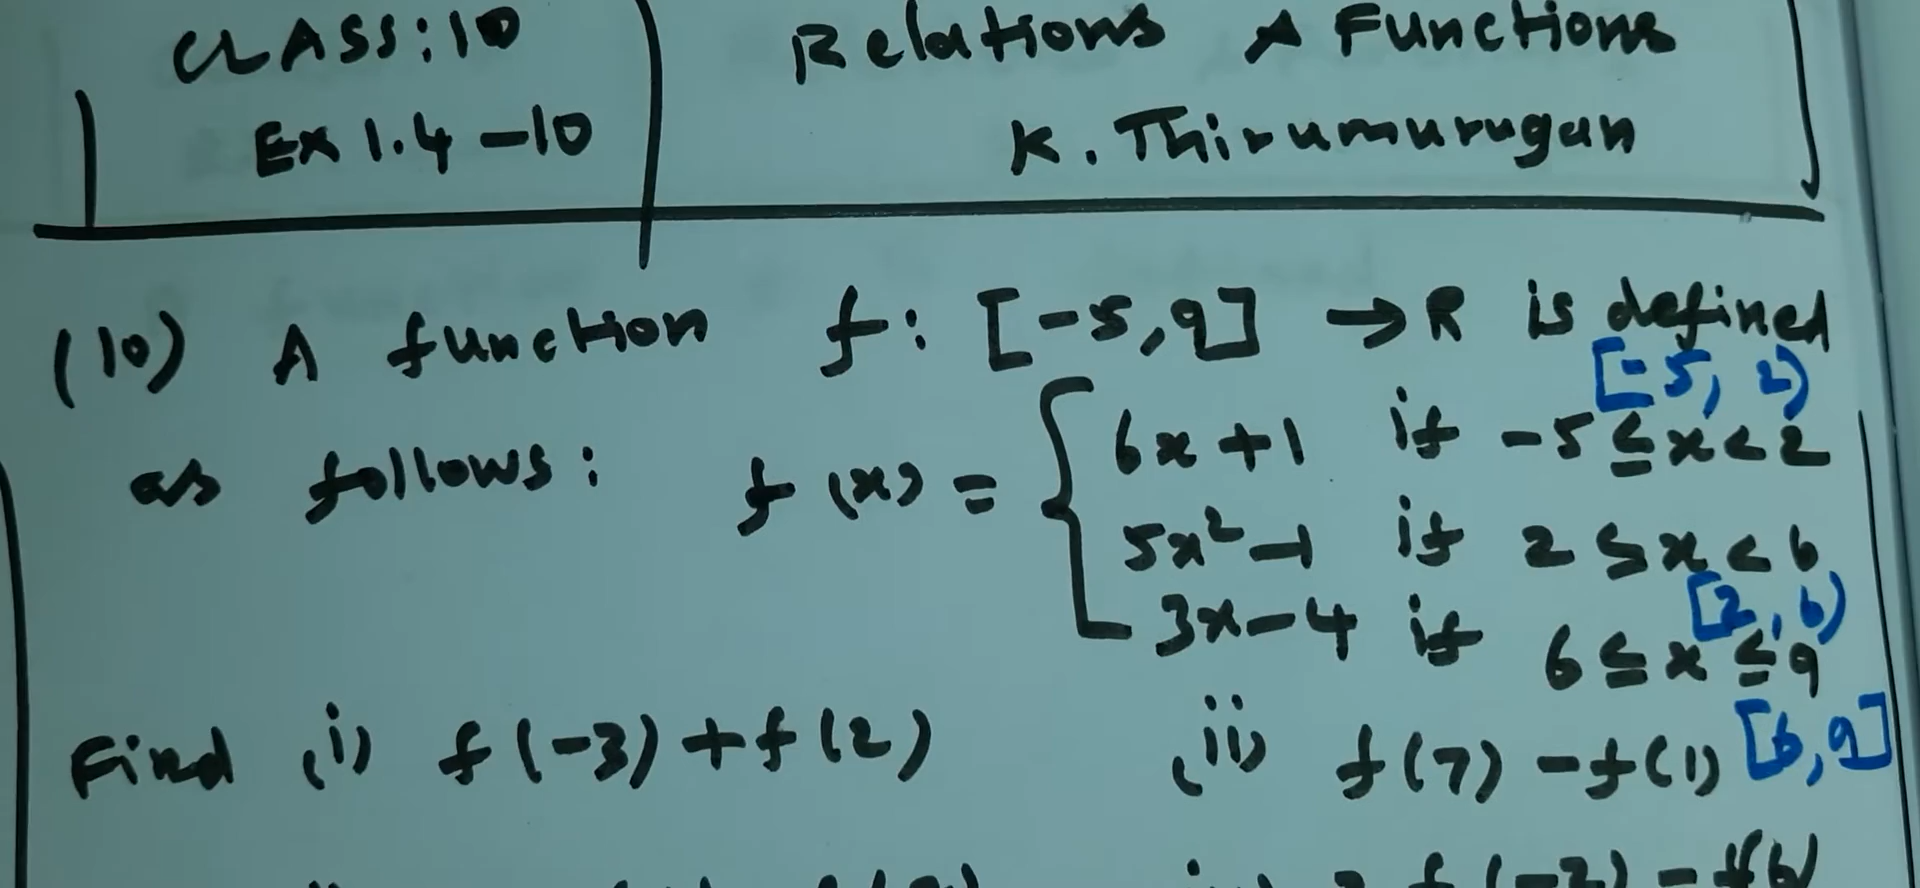 CLASS: 10
Ex 1.4 - 10
Relations & Functions
K. Thirumurugan
(10) A function f: [-5,9] → R is defined
as follows: f(x) =
[-5, 2)
6x+1 if -5≤x<2
5x²-1 if 2≤x<6
[2,6)
3x-4 if 6≤x≤9
[6,9]
Find (i) f(-3)+f(2) (ii) f(7)-f(1)